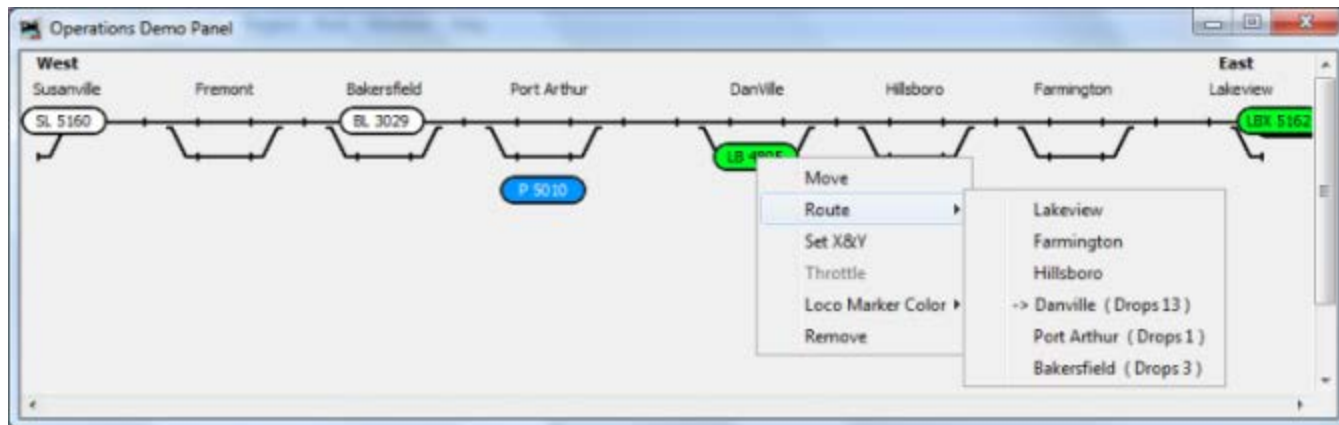 Operations Demo Panel
West
East
Susanville Fremont Bakersfield Port Arthur DanVille Hillsboro Farmington Lakeview
SL 5160 BL 3029 LBX 5162
LB
P 5010
Move
Route
Set X&Y
Throttle
Loco Marker Color
Remove
Lakeview
Farmington
Hillsboro
-> Danville ( Drops 13 )
Port Arthur ( Drops 1 )
Bakersfield ( Drops 3 )